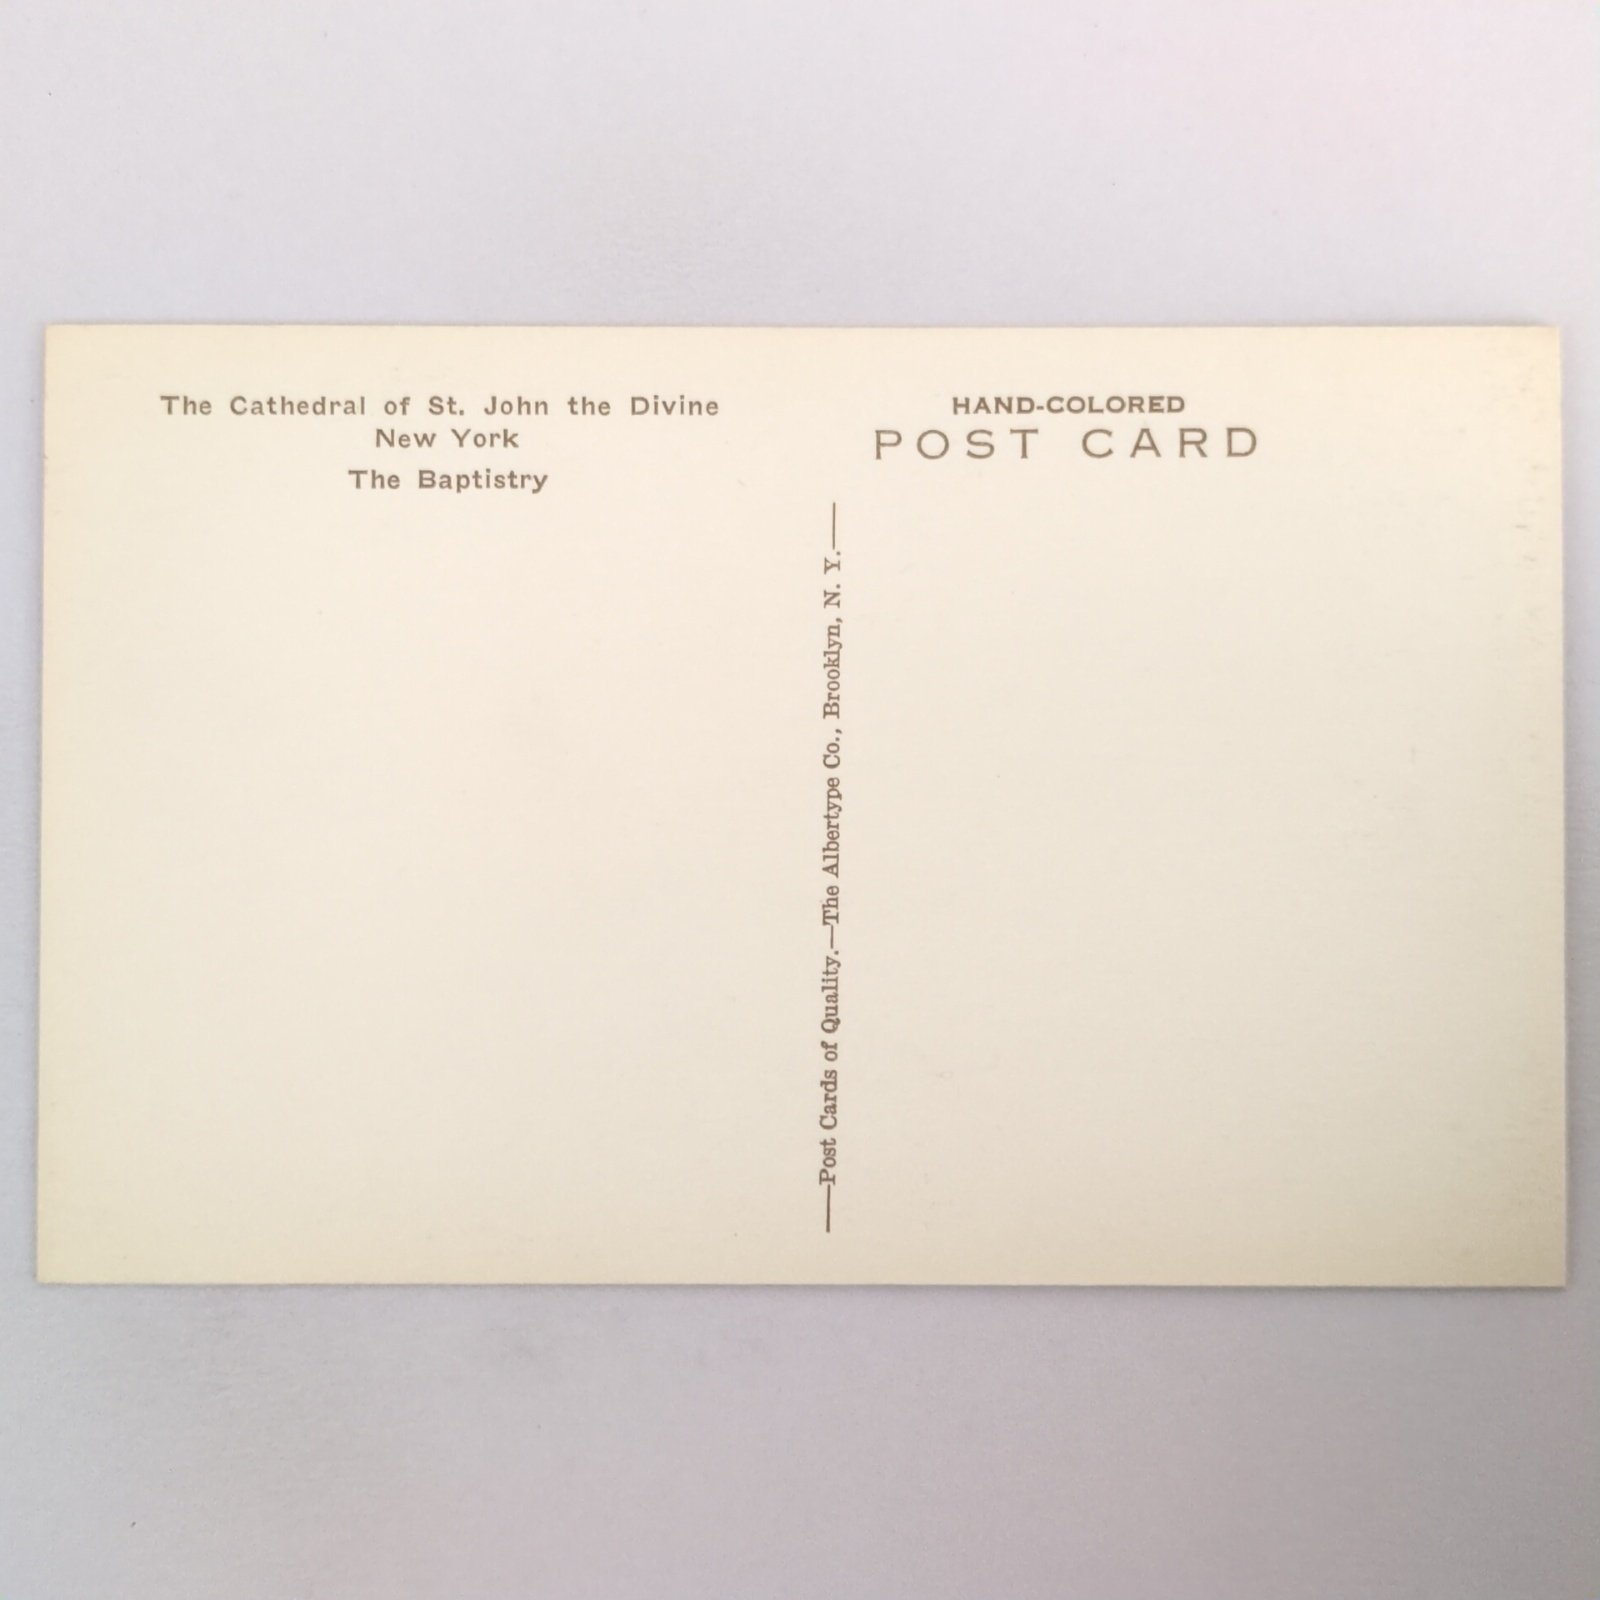 The Cathedral of St. John the Divine
New York
The Baptistry
HAND-COLORED
POST CARD
—Post Cards of Quality.—The Albertype Co., Brooklyn, N. Y.—